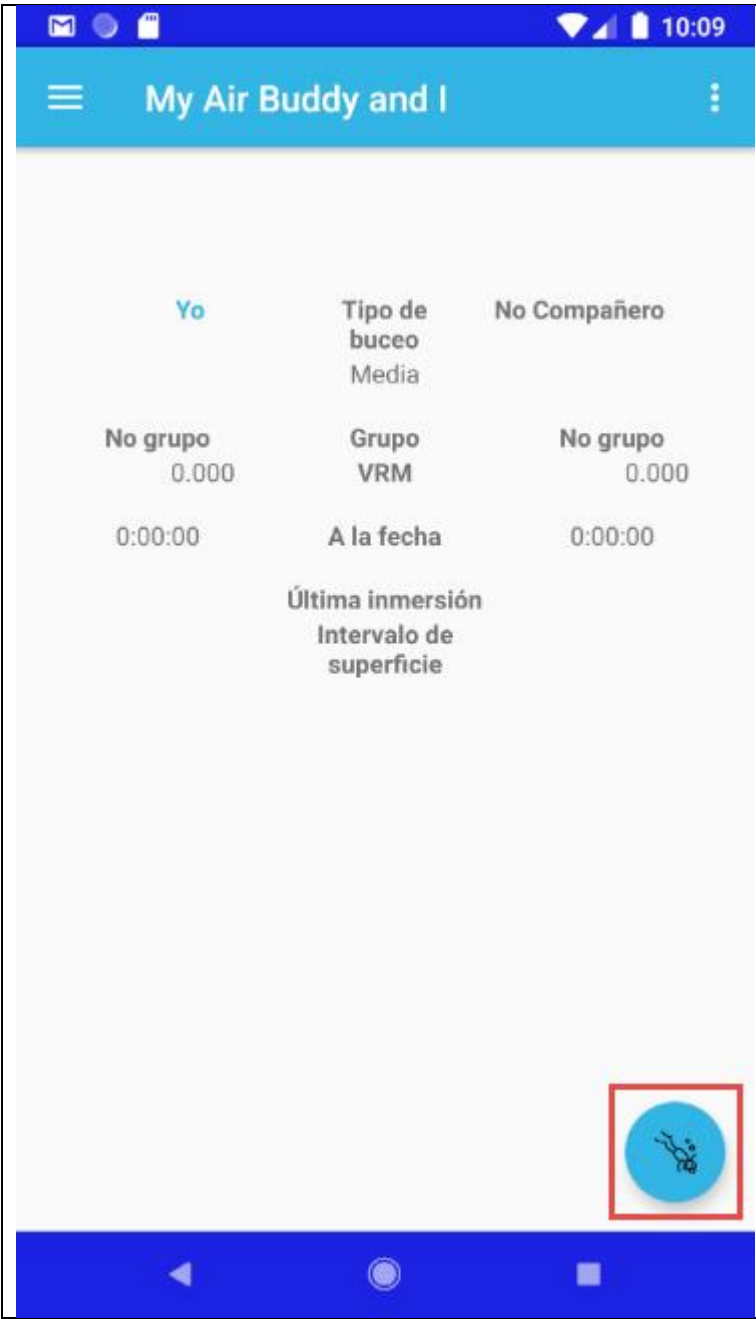 10:09
My Air Buddy and I
Yo Tipo de No Compañero
buceo
Media
No grupo Grupo No grupo
0.000 VRM 0.000
0:00:00 A la fecha 0:00:00
Última inmersión
Intervalo de
superficie